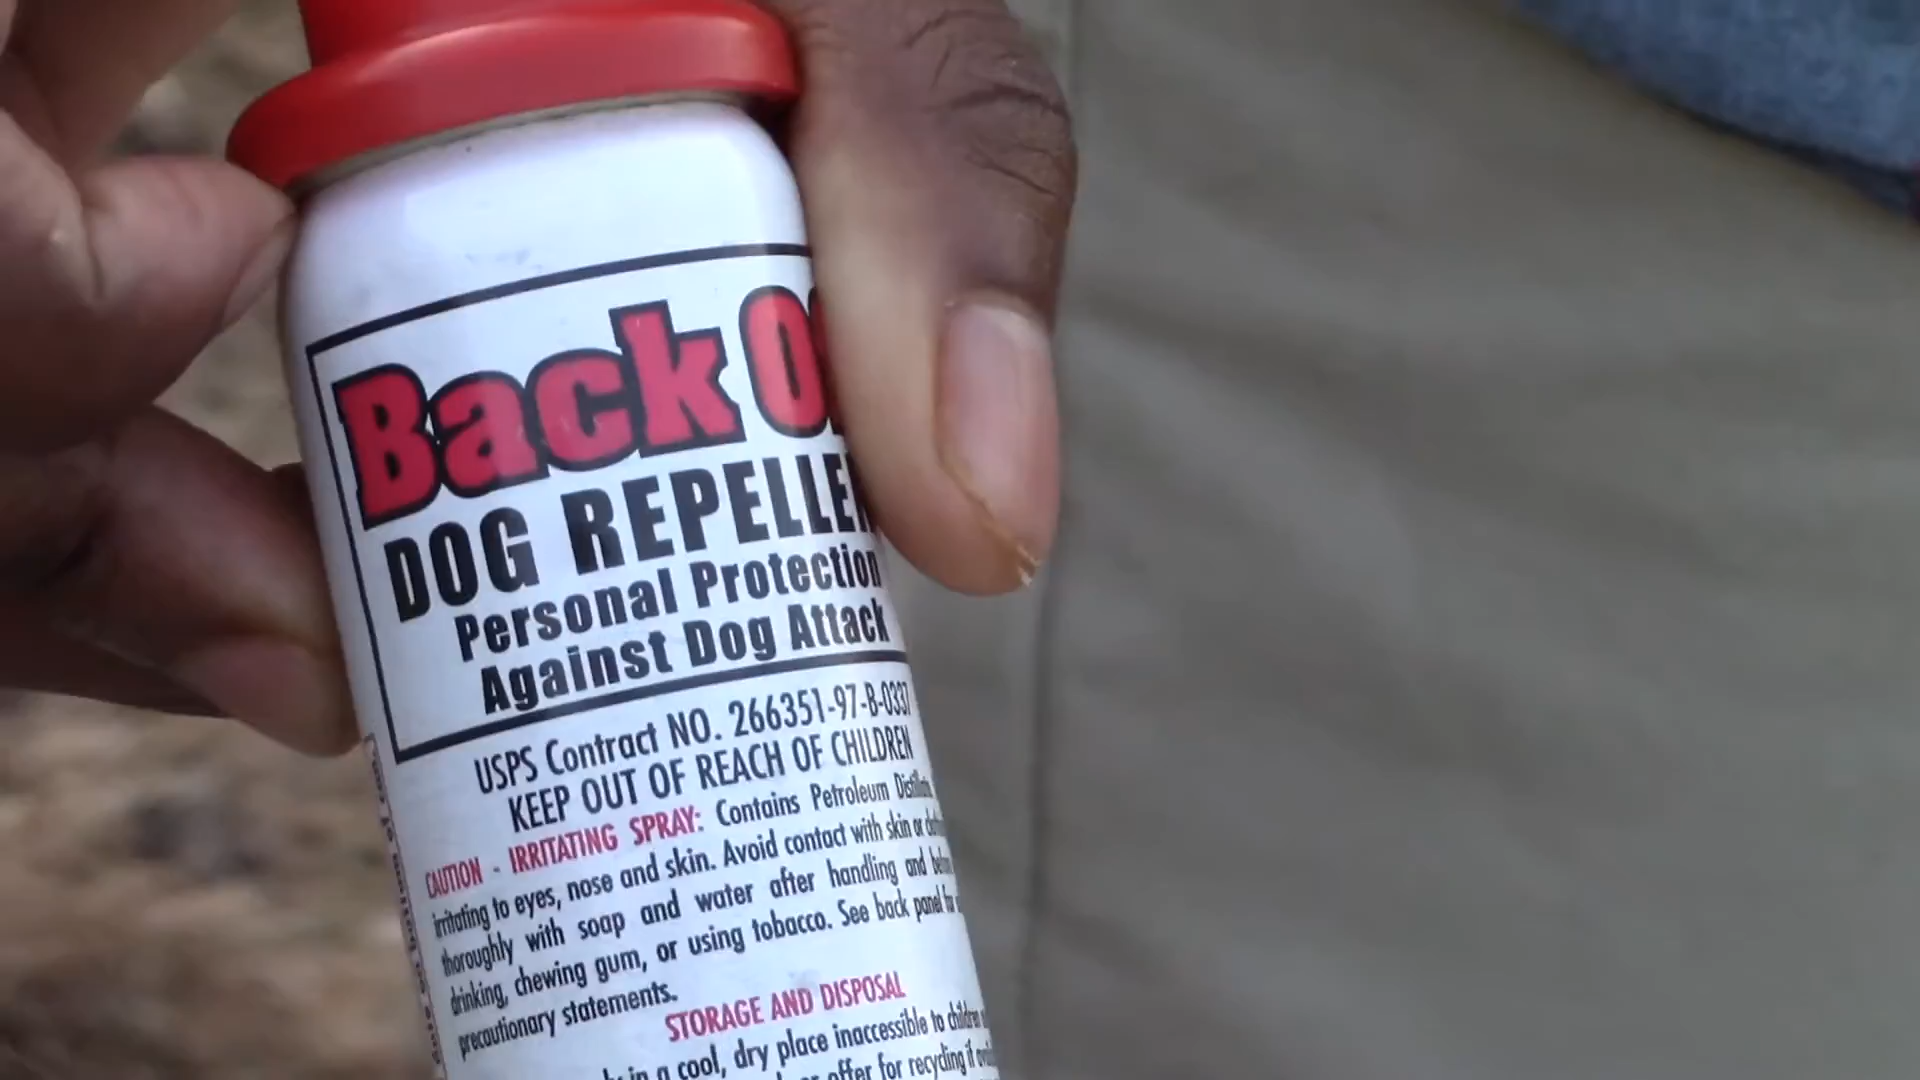 Back
DOG REPELLE
Personal Protection
Against Dog Attack
USPS Contract NO. 266351-97-B-0337
KEEP OUT OF REACH OF CHILDREN
CAUTION - IRRITATING SPRAY: Contains Petroleum
irritating to eyes, nose and skin. Avoid contact with skin or
thoroughly with soap and water after handling and
drinking, chewing gum, or using tobacco. See back panel for
precautionary statements.
STORAGE AND DISPOSAL
in a cool, dry place inaccessible to children
or offer for recycling if